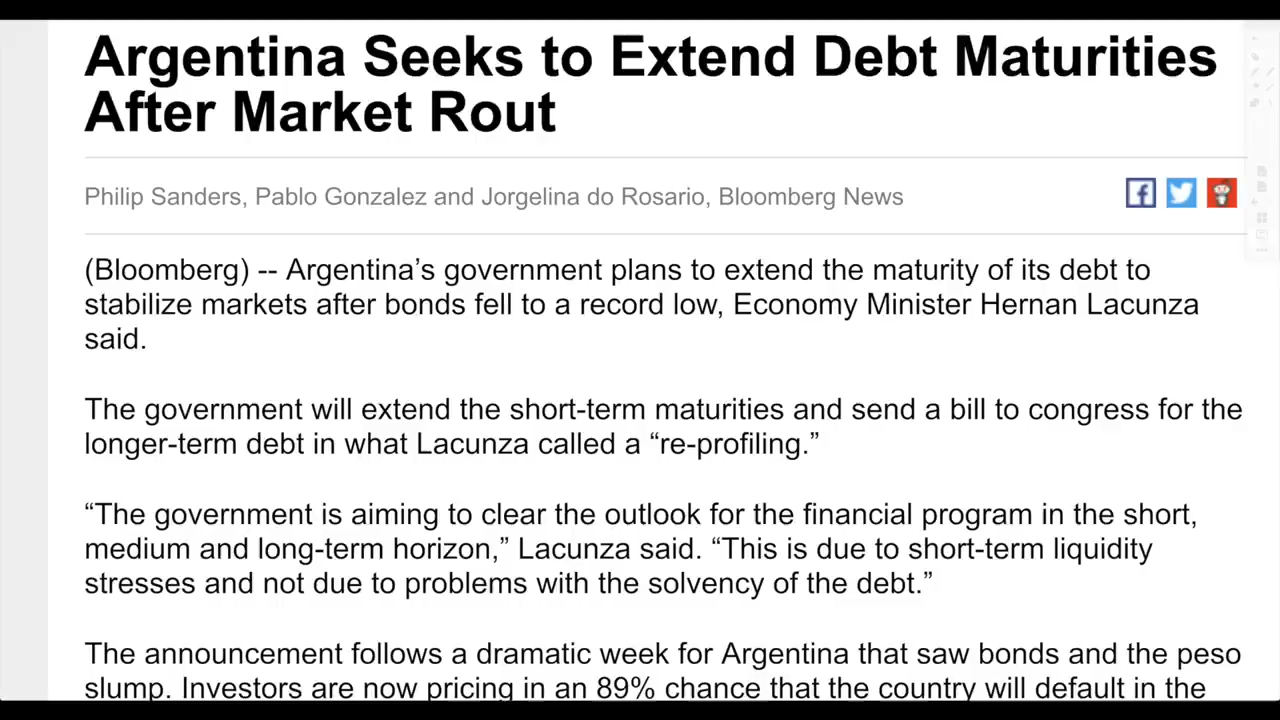 Argentina Seeks to Extend Debt Maturities
After Market Rout
Philip Sanders, Pablo Gonzalez and Jorgelina do Rosario, Bloomberg News
(Bloomberg) -- Argentina’s government plans to extend the maturity of its debt to
stabilize markets after bonds fell to a record low, Economy Minister Hernan Lacunza
said.
The government will extend the short-term maturities and send a bill to congress for the
longer-term debt in what Lacunza called a “re-profiling.”
“The government is aiming to clear the outlook for the financial program in the short,
medium and long-term horizon,” Lacunza said. “This is due to short-term liquidity
stresses and not due to problems with the solvency of the debt.”
The announcement follows a dramatic week for Argentina that saw bonds and the peso
slump. Investors are now pricing in an 89% chance that the country will default in the